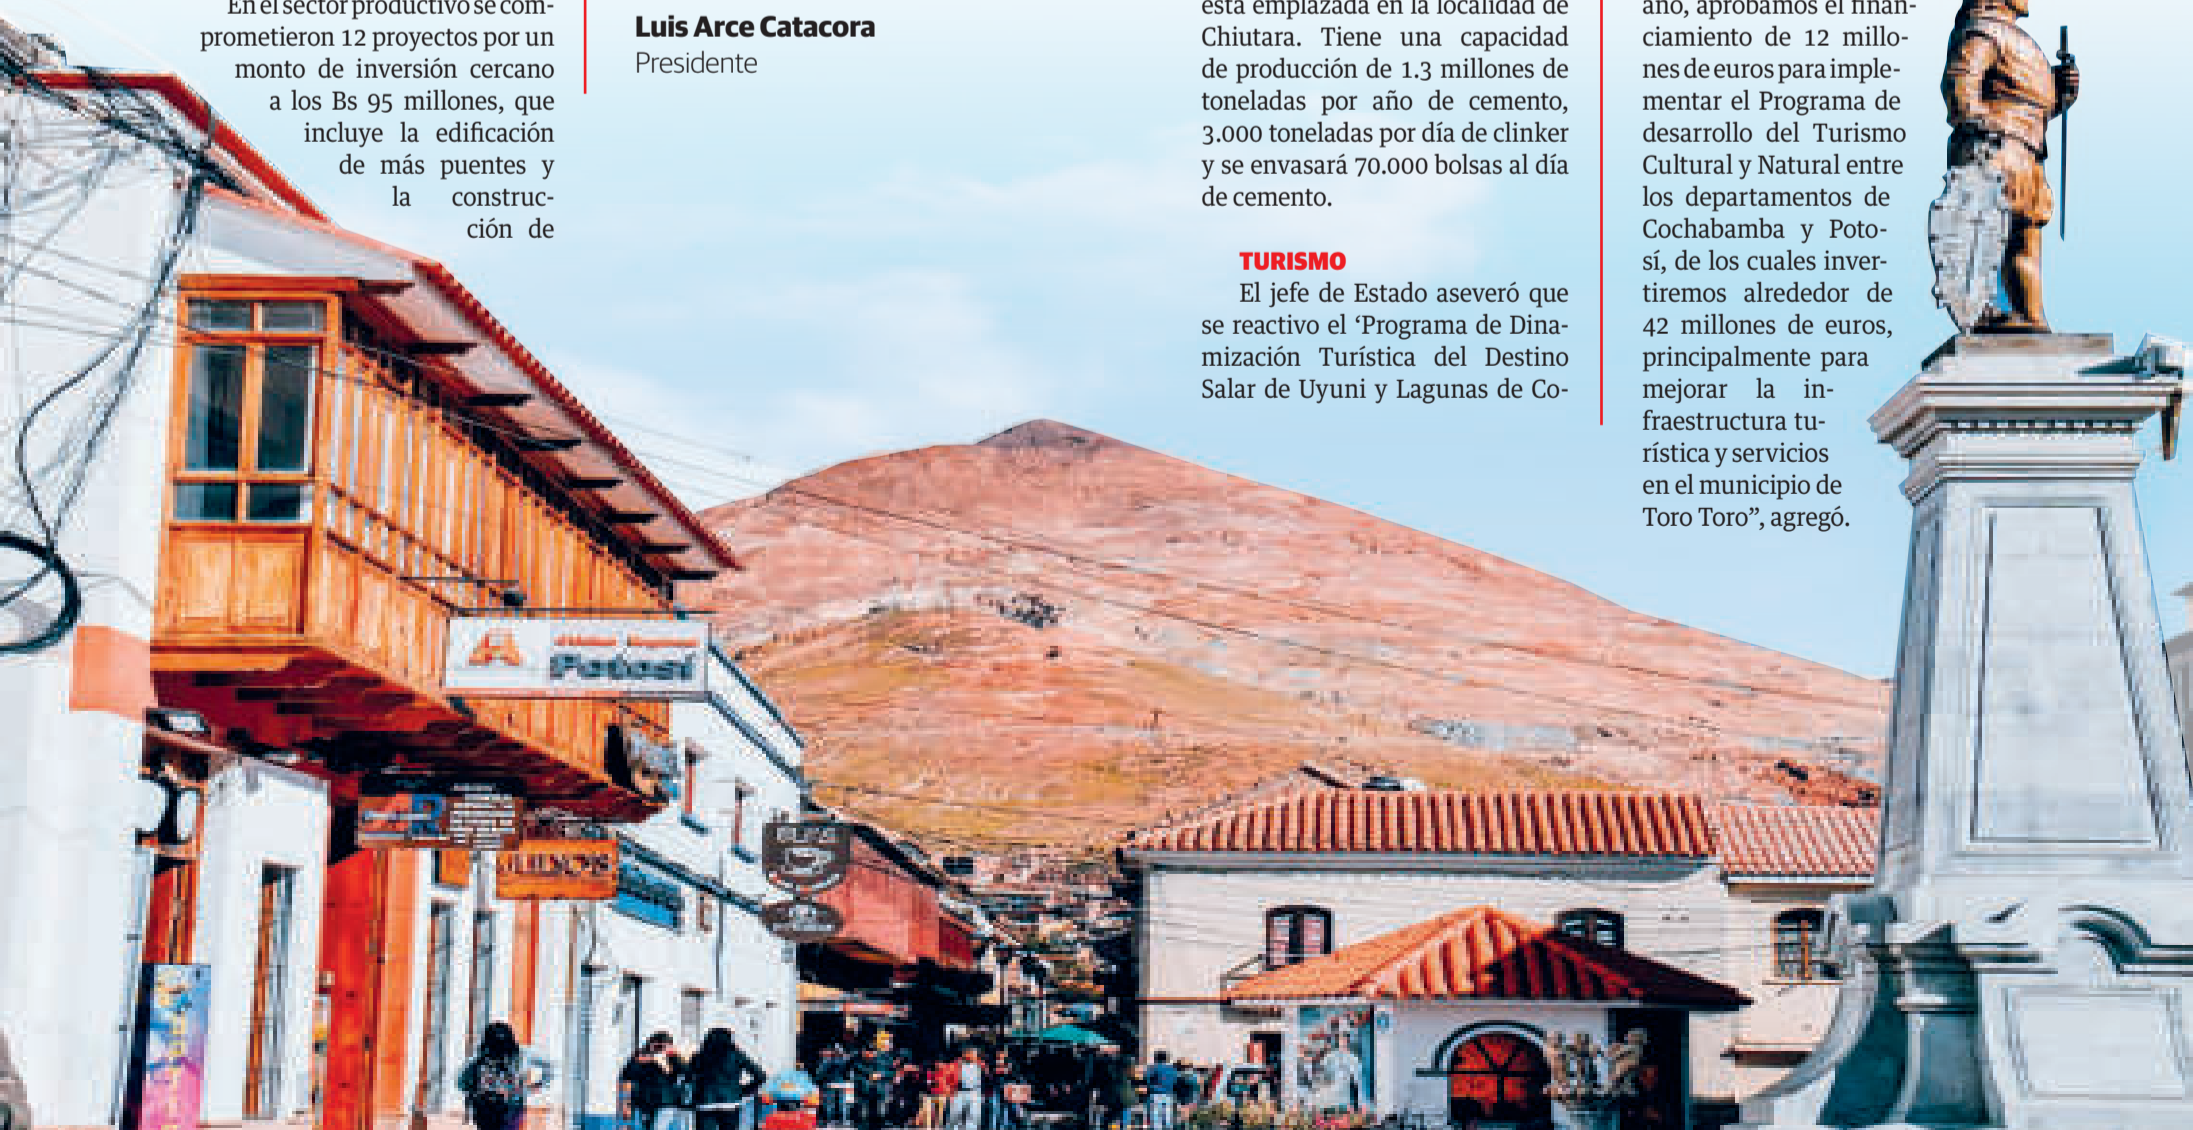 En el sector productivo se com-
prometieron 12 proyectos por un
monto de inversión cercano
a los Bs 95 millones, que
incluye la edificación
de más puentes y
la construc-
ción de
Luis Arce Catacora
Presidente
está emplazada en la localidad de
Chiutara. Tiene una capacidad
de producción de 1.3 millones de
toneladas por año de cemento,
3.000 toneladas por día de clinker
y se envasará 70.000 bolsas al día
de cemento.
TURISMO
El jefe de Estado aseveró que
se reactivo el ‘Programa de Dina-
mización Turística del Destino
Salar de Uyuni y Lagunas de Co-
año, aprobamos el finan-
ciamiento de 12 millo-
nes de euros para imple-
mentar el Programa de
desarrollo del Turismo
Cultural y Natural entre
los departamentos de
Cochabamba y Poto-
sí, de los cuales inver-
tiremos alrededor de
42 millones de euros,
principalmente para
mejorar la in-
fraestructura tu-
rística y servicios
en el municipio de
Toro Toro”, agregó.
Potosí